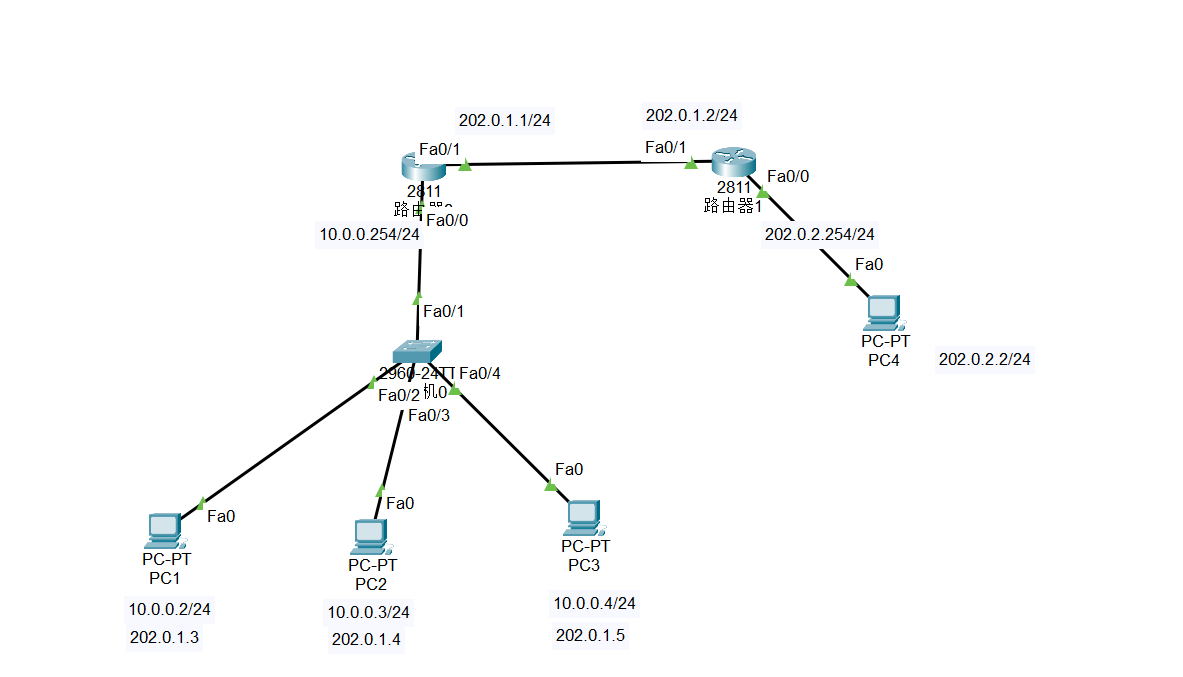 202.0.1.1/24
202.0.1.2/24
Fa0/1
Fa0/1
2811
Fa0/0
2811
路由器1
Fa0/0
10.0.0.254/24
202.0.2.254/24
Fa0
Fa0/1
PC-PT
PC4
202.0.2.2/24
2960-24TT
Fa0/4
Fa0/2
机0
Fa0/3
Fa0
Fa0
Fa0
PC-PT
PC1
PC-PT
PC2
PC-PT
PC3
10.0.0.2/24
202.0.1.3
10.0.0.3/24
202.0.1.4
10.0.0.4/24
202.0.1.5